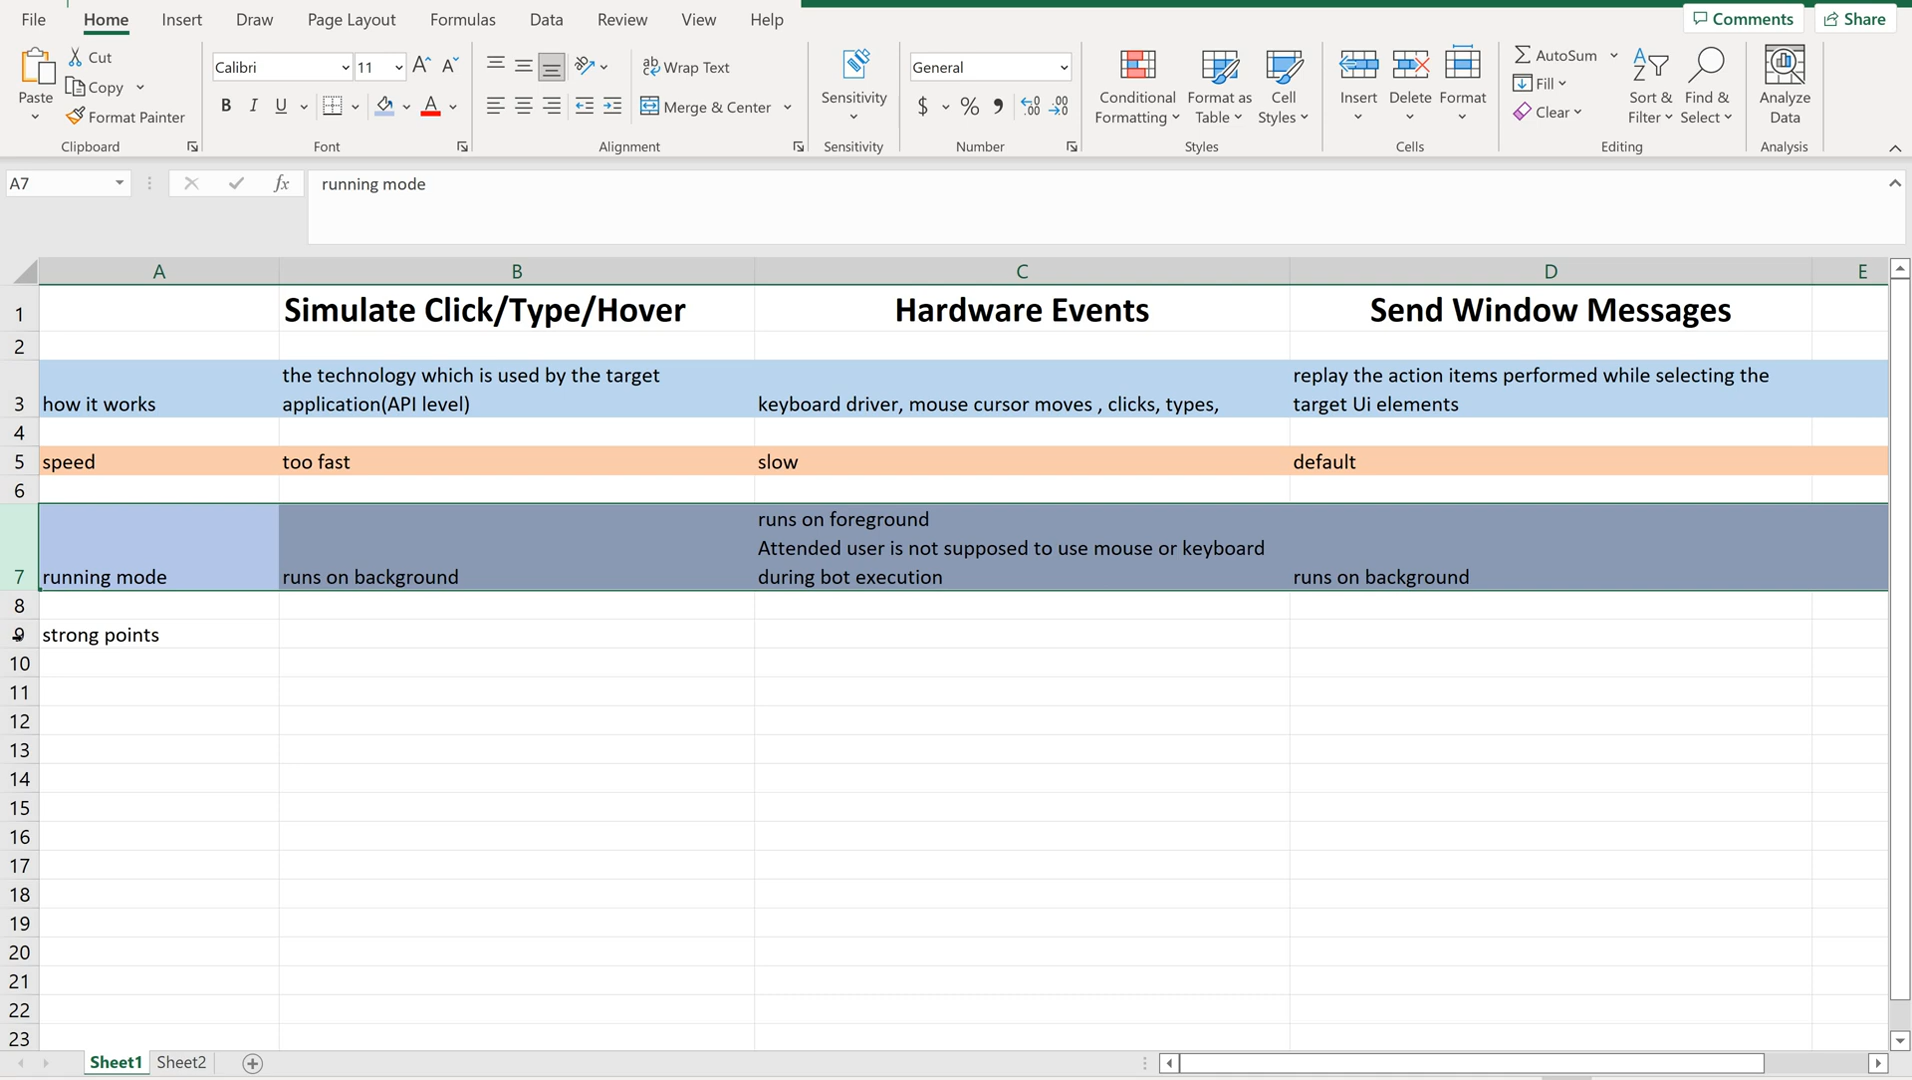 File Home Insert Draw Page Layout Formulas Data Review View Help Comments Share
Paste
Cut
Copy
Format Painter
Clipboard
Calibri 11
B I U
Font
ab Wrap Text
Merge & Center
Alignment
Sensitivity
Sensitivity
General
$ % 9
Number
Conditional
Formatting
Format as
Table
Cell
Styles
Styles
Insert Delete Format
Cells
AutoSum
Fill
Clear
Sort &
Filter
Find &
Select
Editing
Analyze
Data
Analysis
A7 fx running mode
A B C D E
1 Simulate Click/Type/Hover Hardware Events Send Window Messages
2
the technology which is used by the target replay the action items performed while selecting the
3 how it works application(API level) keyboard driver, mouse cursor moves , clicks, types, target Ui elements
4
5 speed too fast slow default
6
runs on foreground
Attended user is not supposed to use mouse or keyboard
7 running mode runs on background during bot execution runs on background
8
9 strong points
10
11
12
13
14
15
16
17
18
19
20
21
22
23
Sheet1 Sheet2